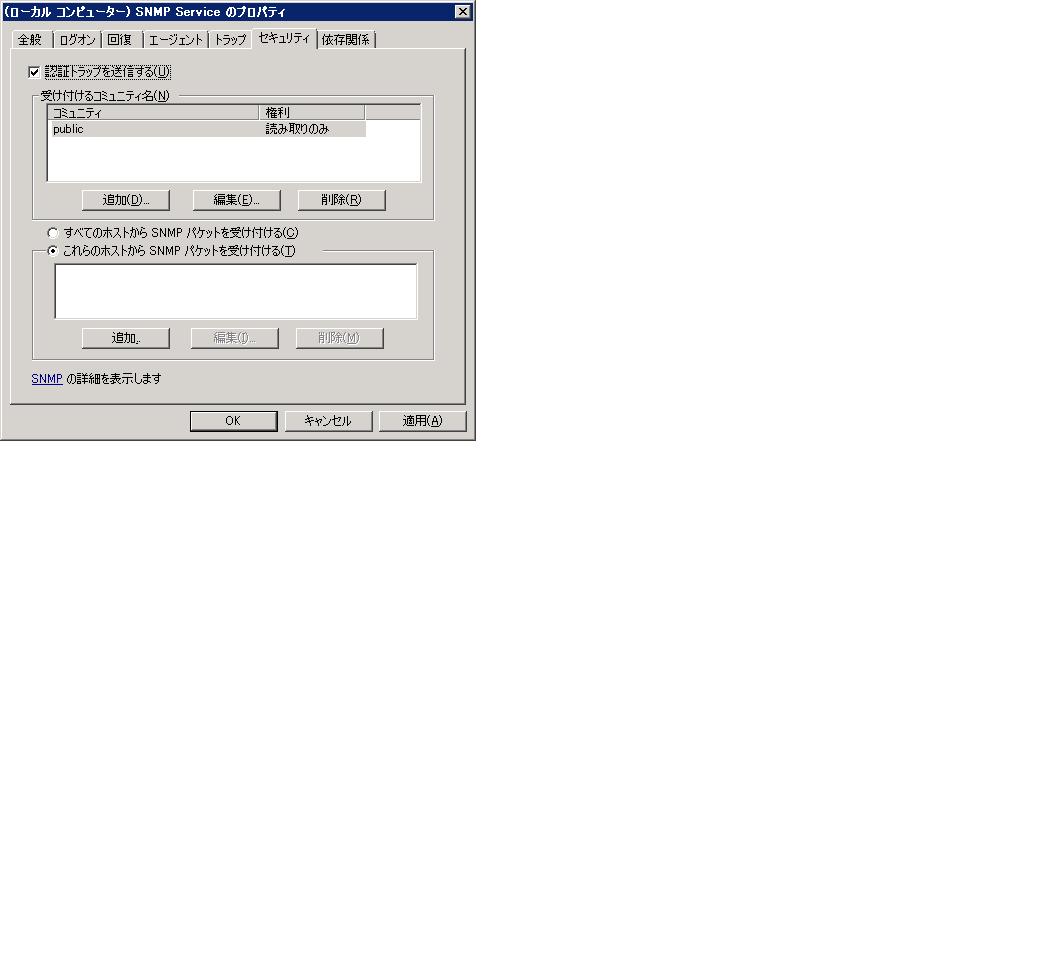 (ローカル コンピューター) SNMP Service のプロパティ
全般 ログオン 回復 エージェント トラップ セキュリティ 依存関係
認証トラップを送信する(U)
受け付けるコミュニティ名(N)
コミュニティ 権利
public 読み取りのみ
追加(D)... 編集(E)... 削除(R)
すべてのホストから SNMP パケットを受け付ける(C)
これらのホストから SNMP パケットを受け付ける(T)
追加.. 編集(I)... 削除(M)
SNMP の詳細を表示します
OK キャンセル 適用(A)